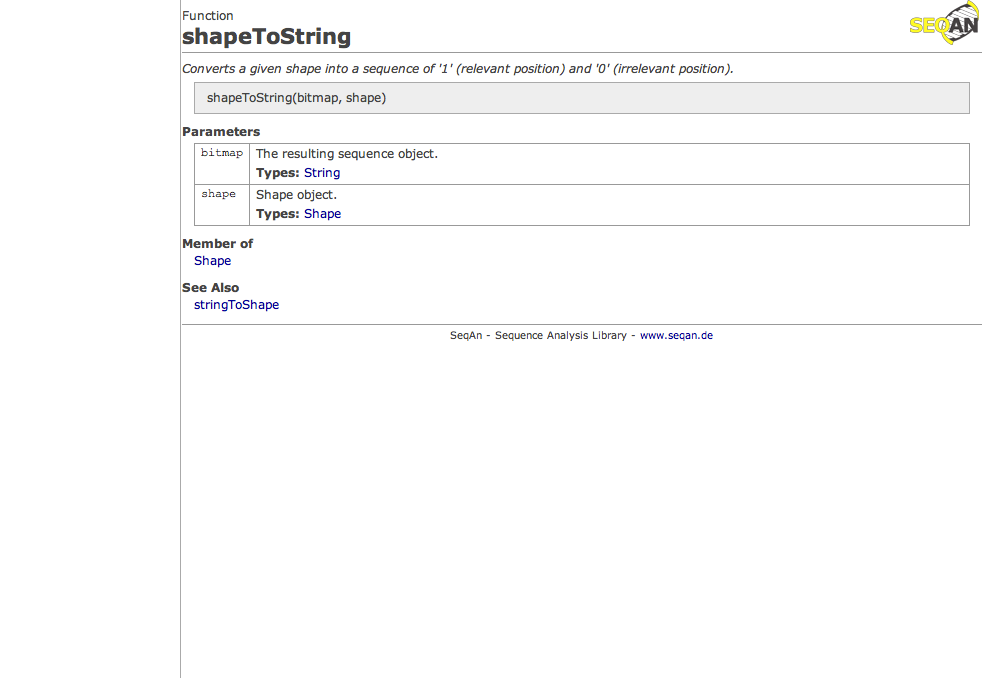 Function
SEQAN
shapeToString
Converts a given shape into a sequence of '1' (relevant position) and '0' (irrelevant position).
shapeToString(bitmap, shape)
Parameters
bitmap The resulting sequence object.
Types: String
shape Shape object.
Types: Shape
Member of
Shape
See Also
stringToShape
SeqAn - Sequence Analysis Library - www.seqan.de